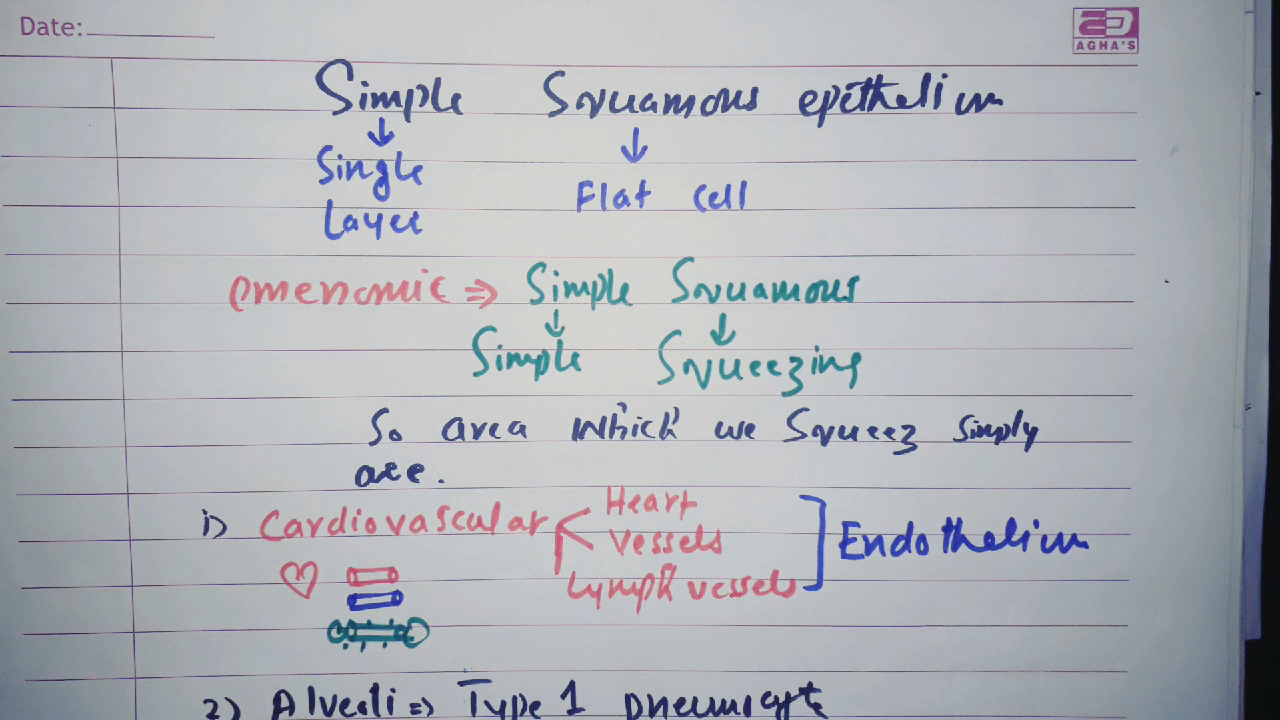 Date:
AGHA'S
Simple Squamous epithelium
Single Flat cell
Layer
pmenomic ⇒ Simple Squamous
Simple Squeezing
So area which we Squeez simply
are.
1) Cardiovascular Heart
Vessels
Lymph vessels
Endothelium
2) Alveoli ⇒ Type 1 pneumocyte